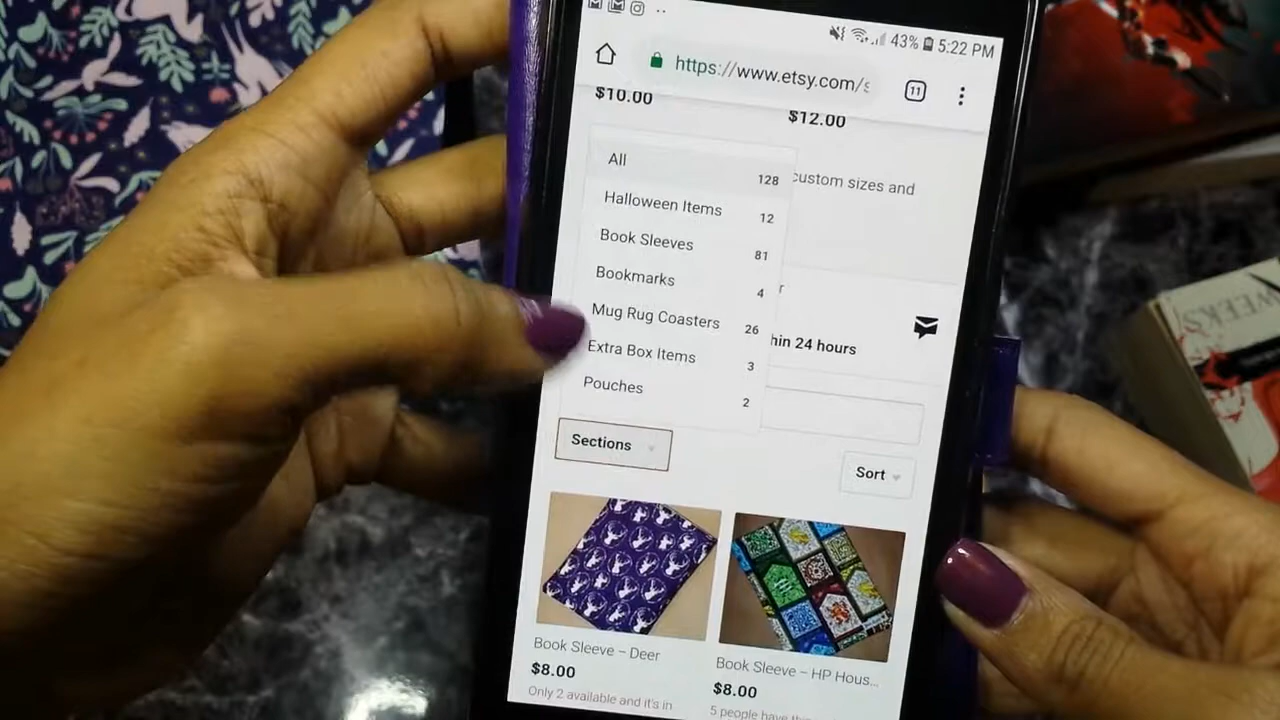 43% 5:22 PM
https://www.etsy.com/s
11
$10.00
$12.00
All 128
custom sizes and
Halloween Items 12
Book Sleeves 81
Bookmarks 4
r
Mug Rug Coasters 26
hin 24 hours
Extra Box Items 3
Pouches 2
Sections
Sort
Book Sleeve – Deer
$8.00
Only 2 available and it's in
Book Sleeve – HP Hous...
$8.00
5 people have thi
WEEKS